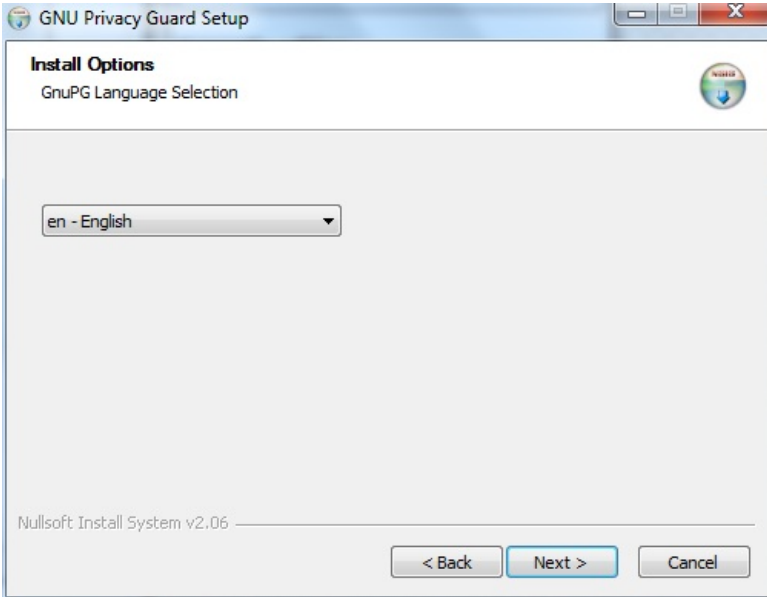 GNU Privacy Guard Setup
Install Options
GnuPG Language Selection
en - English
Nullsoft Install System v2.06
< Back
Next >
Cancel